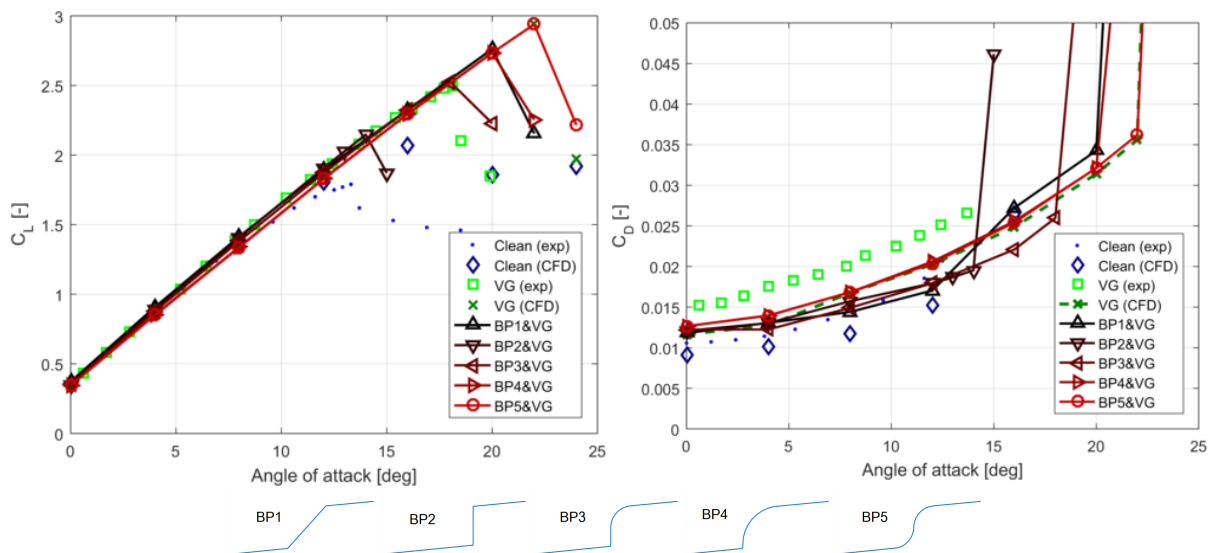 3
2.5
2
1.5
1
0.5
0
0
5
10
15
20
25
C_L [-]
Angle of attack [deg]
Clean (exp)
Clean (CFD)
VG (exp)
VG (CFD)
BP1&VG
BP2&VG
BP3&VG
BP4&VG
BP5&VG
0.05
0.045
0.04
0.035
0.03
0.025
0.02
0.015
0.01
0.005
0
0
5
10
15
20
25
C_D [-]
Angle of attack [deg]
Clean (exp)
Clean (CFD)
VG (exp)
VG (CFD)
BP1&VG
BP2&VG
BP3&VG
BP4&VG
BP5&VG
BP1
BP2
BP3
BP4
BP5